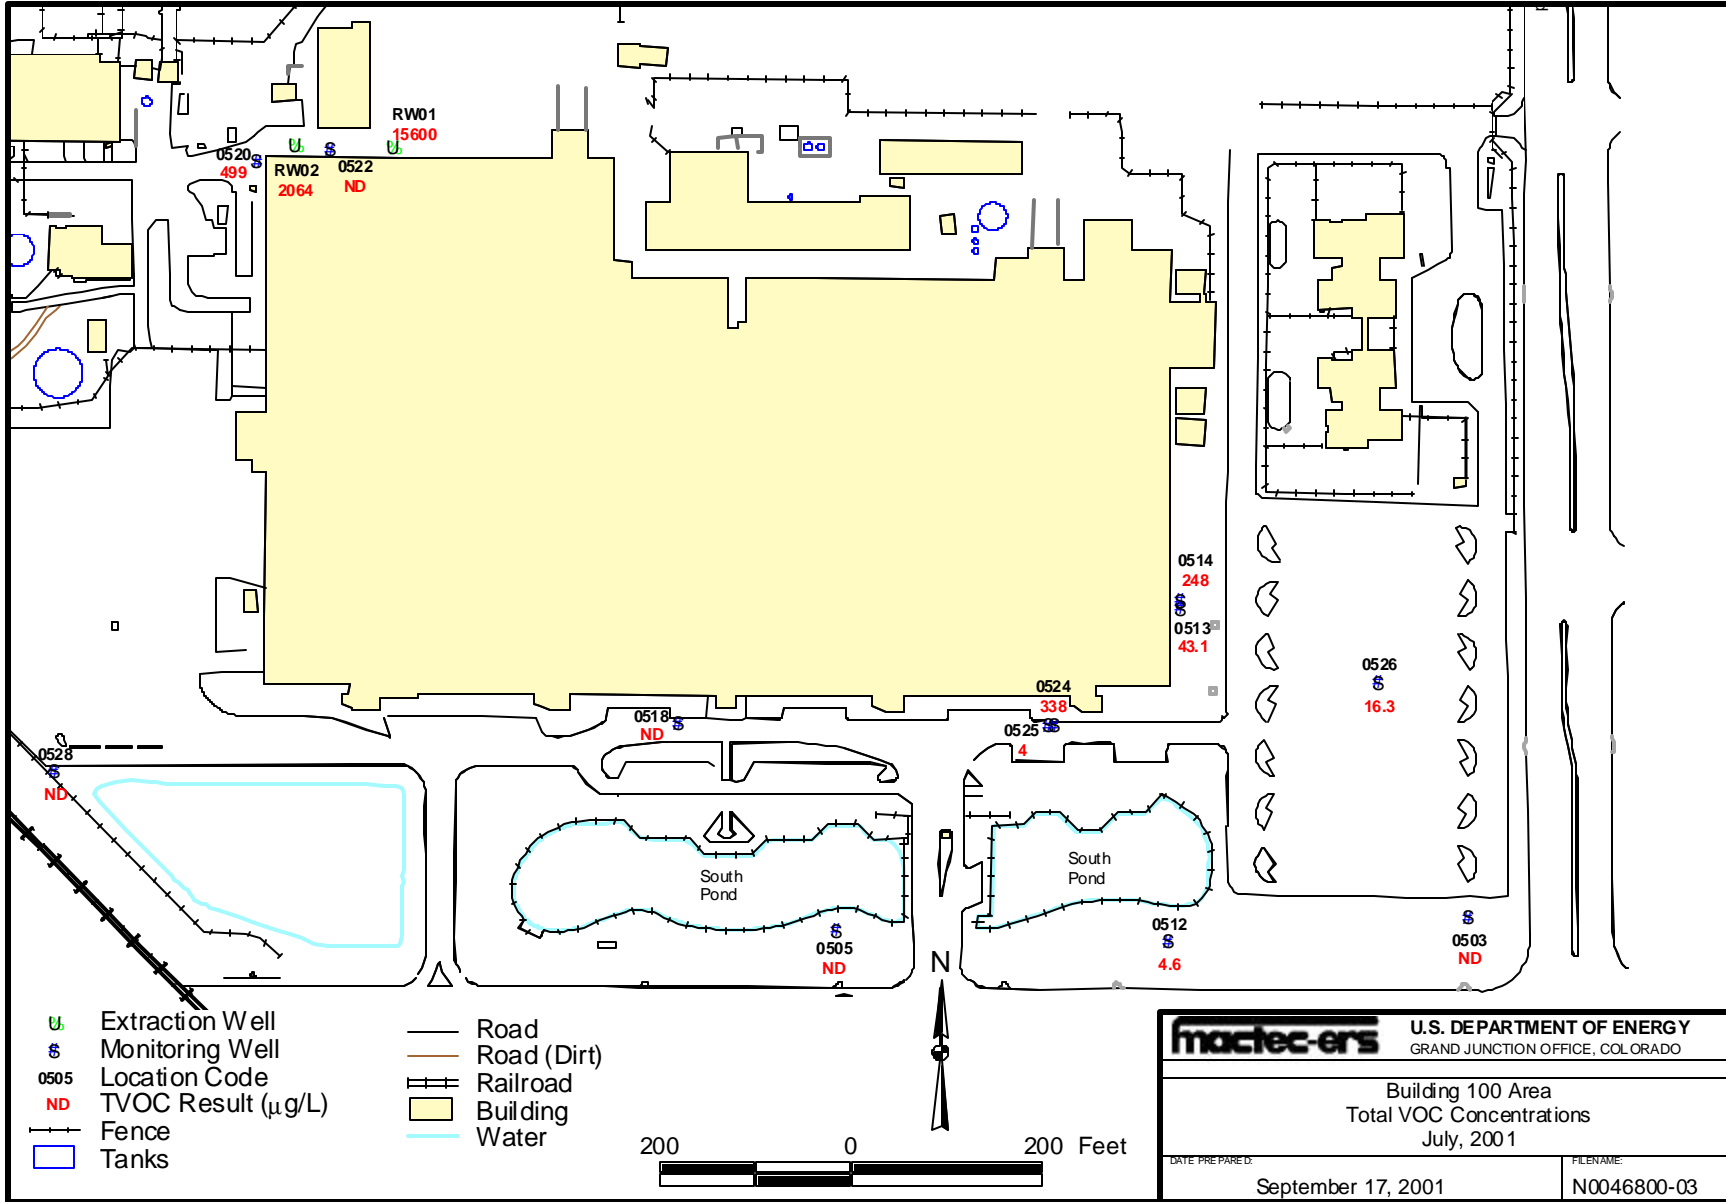 RW01
15600
0520
499
RW02
2064
0522
ND
0514
248
0513
43.1
0526
16.3
0524
338
0518
ND
0525
4
0528
ND
South
Pond
South
Pond
0505
ND
0512
4.6
0503
ND
N
Extraction Well
Monitoring Well
0505 Location Code
ND TVOC Result (μg/L)
Fence
Tanks
Road
Road (Dirt)
Railroad
Building
Water
200 0 200 Feet
mactec-ers
U.S. DEPARTMENT OF ENERGY
GRAND JUNCTION OFFICE, COLORADO
Building 100 Area
Total VOC Concentrations
July, 2001
DATE PREPARED:
September 17, 2001
FILENAME:
N0046800-03